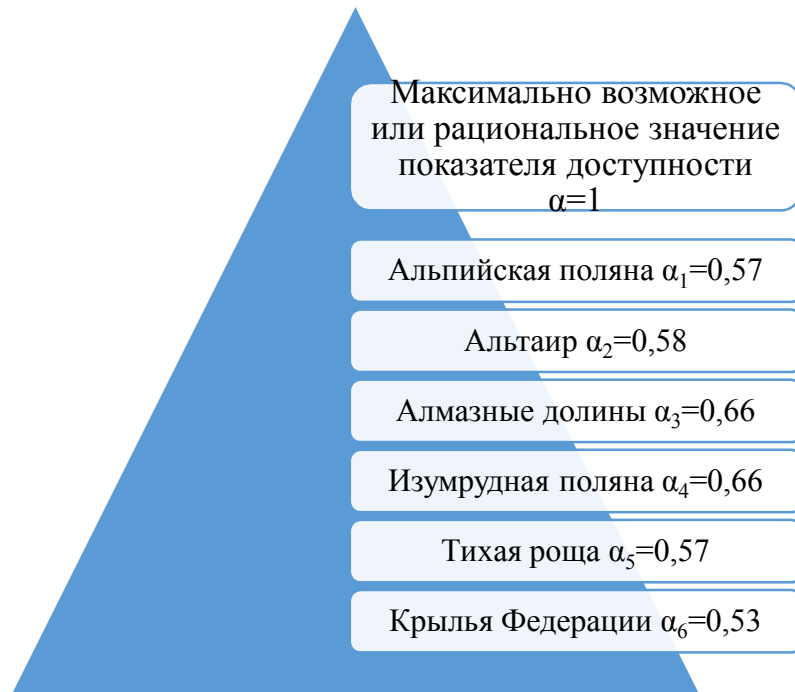 Максимально возможное
или рациональное значение
показателя доступности
α=1
Альпийская поляна α₁=0,57
Альтаир α₂=0,58
Алмазные долины α₃=0,66
Изумрудная поляна α₄=0,66
Тихая роща α₅=0,57
Крылья Федерации α₆=0,53